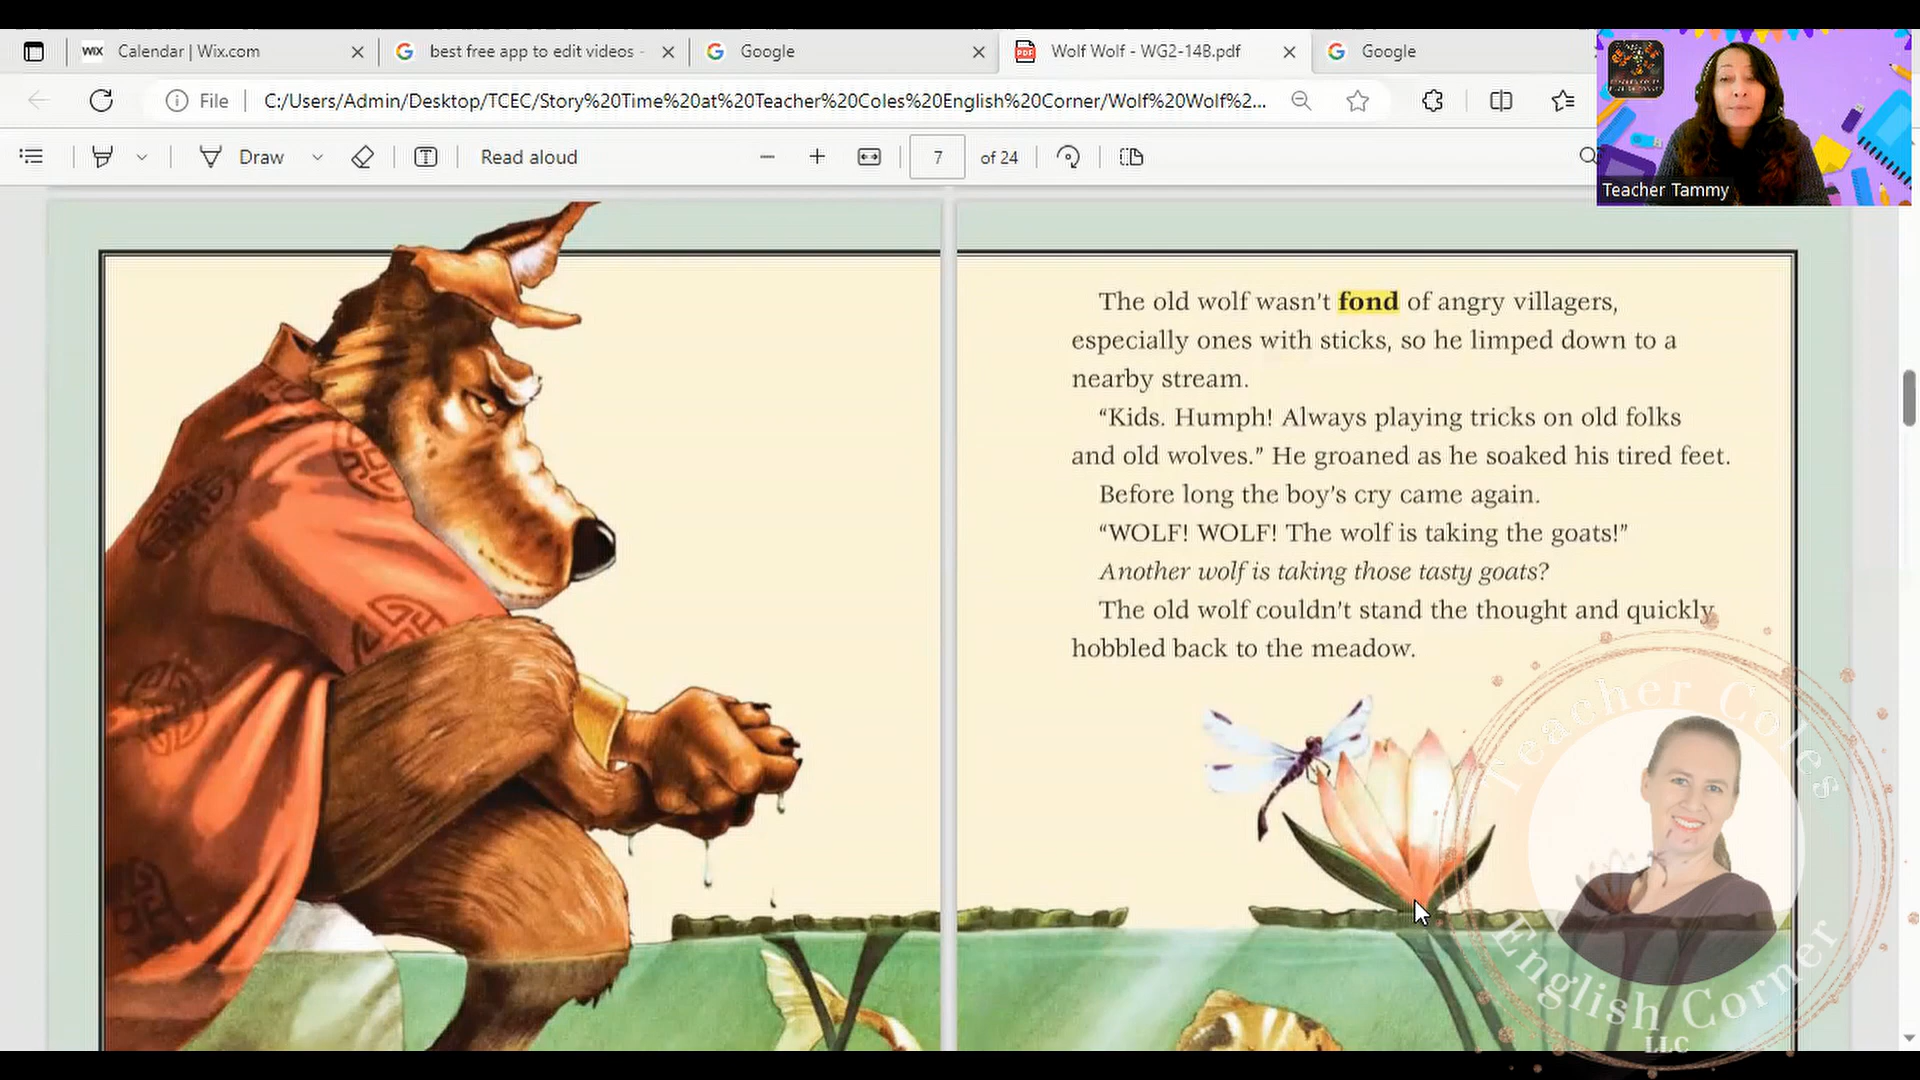 WIX Calendar | Wix.com
G best free app to edit videos -
G Google
PDF Wolf Wolf - WG2-14B.pdf
G Google
File C:/Users/Admin/Desktop/TCEC/Story%20Time%20at%20Teacher%20Coles%20English%20Corner/Wolf%20Wolf%2...
Draw
Read aloud
7 of 24
Teacher Tammy
The old wolf wasn't fond of angry villagers,
especially ones with sticks, so he limped down to a
nearby stream.
“Kids. Humph! Always playing tricks on old folks
and old wolves.” He groaned as he soaked his tired feet.
Before long the boy's cry came again.
“WOLF! WOLF! The wolf is taking the goats!”
Another wolf is taking those tasty goats?
The old wolf couldn't stand the thought and quickly
hobbled back to the meadow.
Teacher Coles
English Corner
LLC